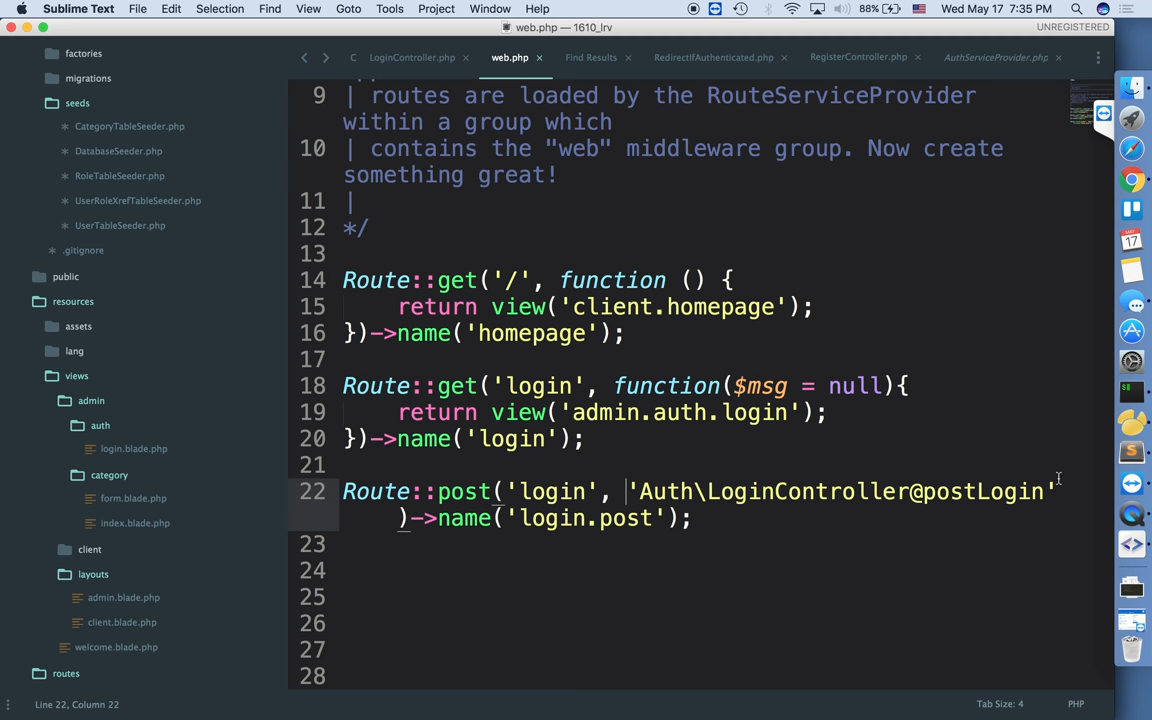 Sublime Text File Edit Selection Find View Goto Tools Project Window Help 88% Wed May 17 7:35 PM
web.php — 1610_lrv UNREGISTERED
factories
migrations
seeds
CategoryTableSeeder.php
DatabaseSeeder.php
RoleTableSeeder.php
UserRoleXrefTableSeeder.php
UserTableSeeder.php
.gitignore
public
resources
assets
lang
views
admin
auth
login.blade.php
category
form.blade.php
index.blade.php
client
layouts
admin.blade.php
client.blade.php
welcome.blade.php
routes
C LoginController.php web.php Find Results RedirectIfAuthenticated.php RegisterController.php AuthServiceProvider.php
9 | routes are loaded by the RouteServiceProvider
within a group which
10 | contains the "web" middleware group. Now create
something great!
11 |
12 */
13
14 Route::get('/', function () {
15 return view('client.homepage');
16 })->name('homepage');
17
18 Route::get('login', function($msg = null){
19 return view('admin.auth.login');
20 })->name('login');
21
22 Route::post('login', 'Auth\LoginController@postLogin'
)->name('login.post');
23
24
25
26
27
28
17
Line 22, Column 22 Tab Size: 4 PHP